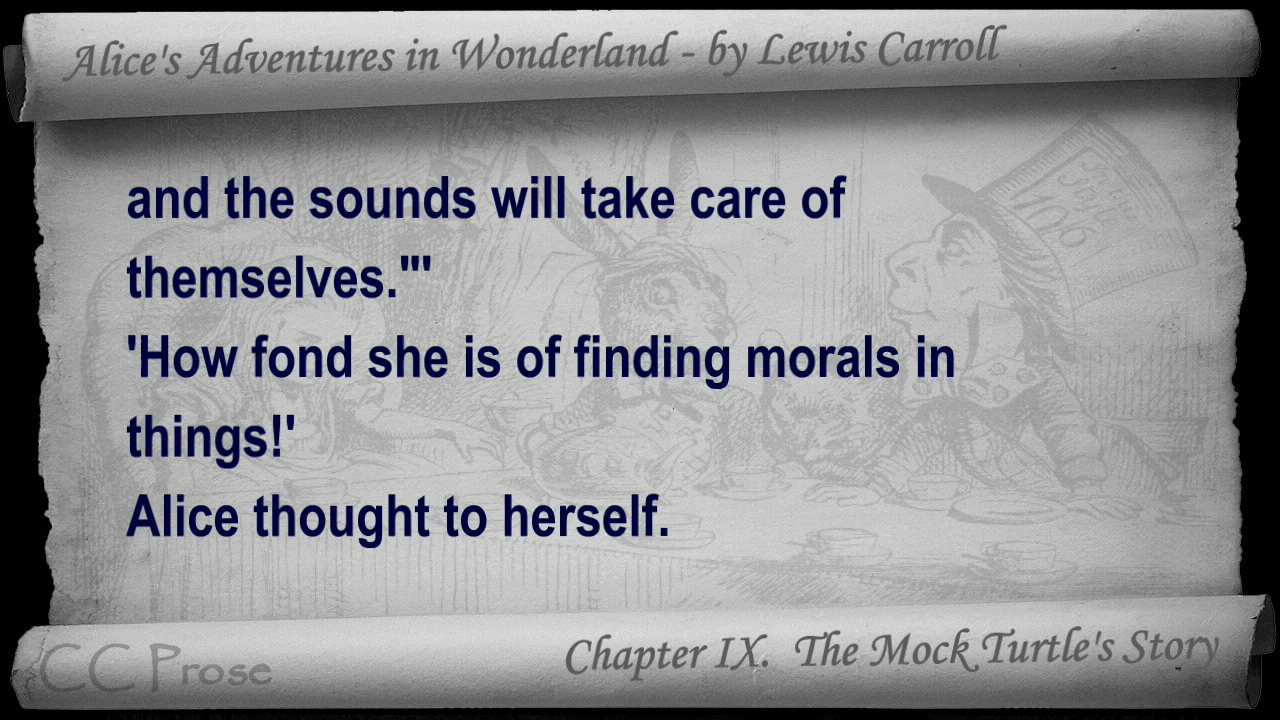 Alice's Adventures in Wonderland - by Lewis Carroll
and the sounds will take care of
themselves."'
'How fond she is of finding morals in
things!'
Alice thought to herself.
CC Prose
Chapter IX. The Mock Turtle's Story